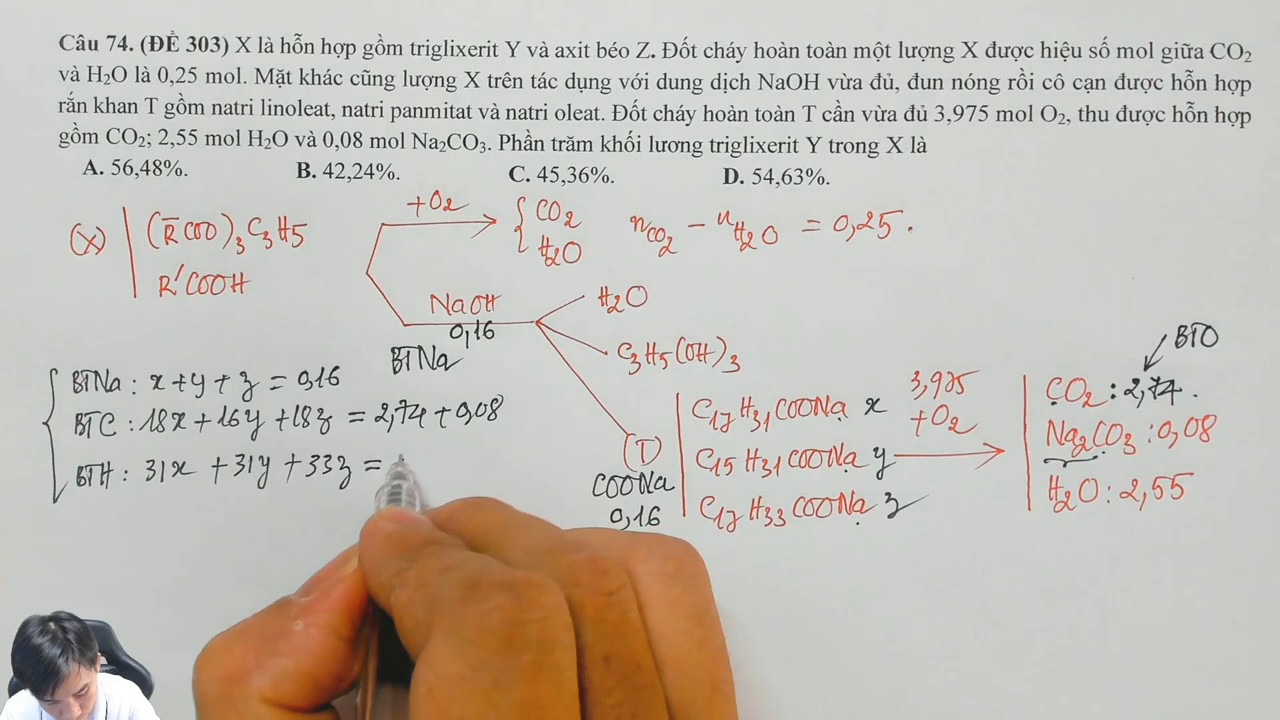 Câu 74. (ĐỀ 303) X là hỗn hợp gồm triglixerit Y và axit béo Z. Đốt cháy hoàn toàn một lượng X được hiệu số mol giữa CO2
và H2O là 0,25 mol. Mặt khác cũng lượng X trên tác dụng với dung dịch NaOH vừa đủ, đun nóng rồi cô cạn được hỗn hợp
rắn khan T gồm natri linoleat, natri panmitat và natri oleat. Đốt cháy hoàn toàn T cần vừa đủ 3,975 mol O2, thu được hỗn hợp
gồm CO2; 2,55 mol H2O và 0,08 mol Na2CO3. Phần trăm khối lương triglixerit Y trong X là
A. 56,48%. B. 42,24%. C. 45,36%. D. 54,63%.
(X) (R̄COO)3C3H5
R'COOH
+O2
CO2
H2O
nCO2 - nH2O = 0,25.
NaOH
0,16
BTNa
H2O
C3H5(OH)3
BTNa: x+y+z = 0,16
BTC: 18x + 16y + 18z = 2,74 + 0,08
BTH: 31x + 31y + 33z =
(T)
COONa
0,16
C17H31COONa x
C15H31COONa y
C17H33COONa z
3,975
+O2
BTO
CO2: 2,74.
Na2CO3: 0,08
H2O: 2,55